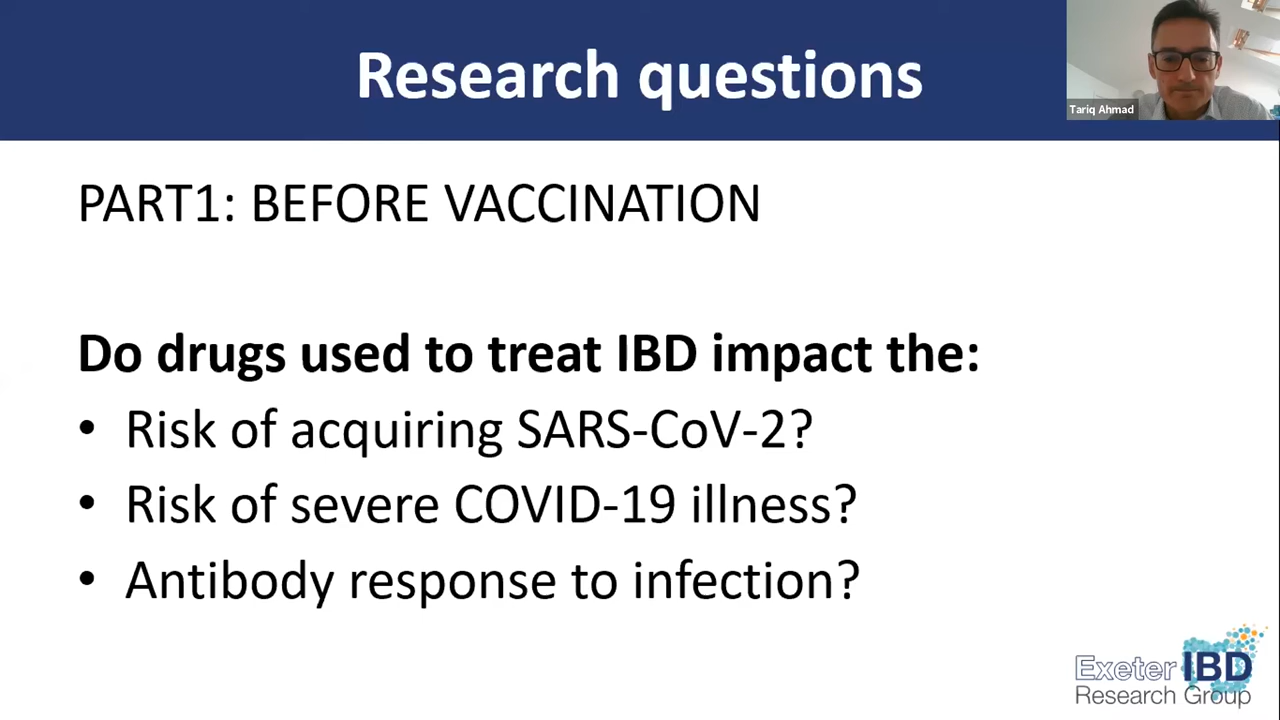 Research questions
Tariq Ahmad
PART1: BEFORE VACCINATION
Do drugs used to treat IBD impact the:
• Risk of acquiring SARS-CoV-2?
• Risk of severe COVID-19 illness?
• Antibody response to infection?
Exeter IBD
Research Group